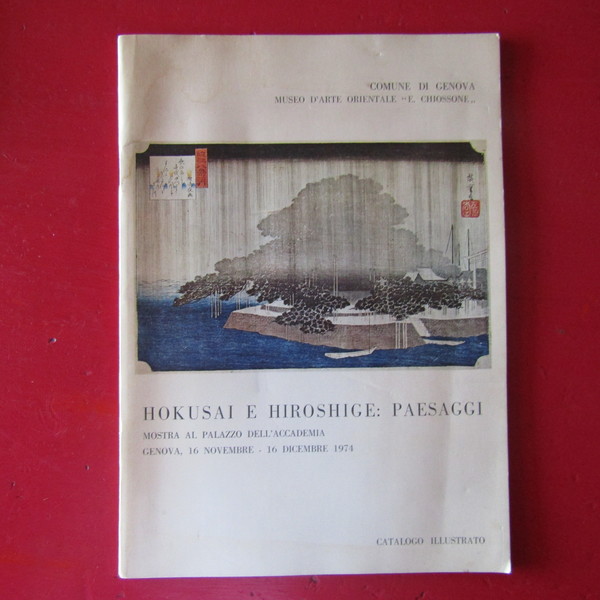 COMUNE DI GENOVA
MUSEO D'ARTE ORIENTALE "E. CHIOSSONE„
HOKUSAI E HIROSHIGE: PAESAGGI
MOSTRA AL PALAZZO DELL'ACCADEMIA
GENOVA, 16 NOVEMBRE - 16 DICEMBRE 1974
CATALOGO ILLUSTRATO